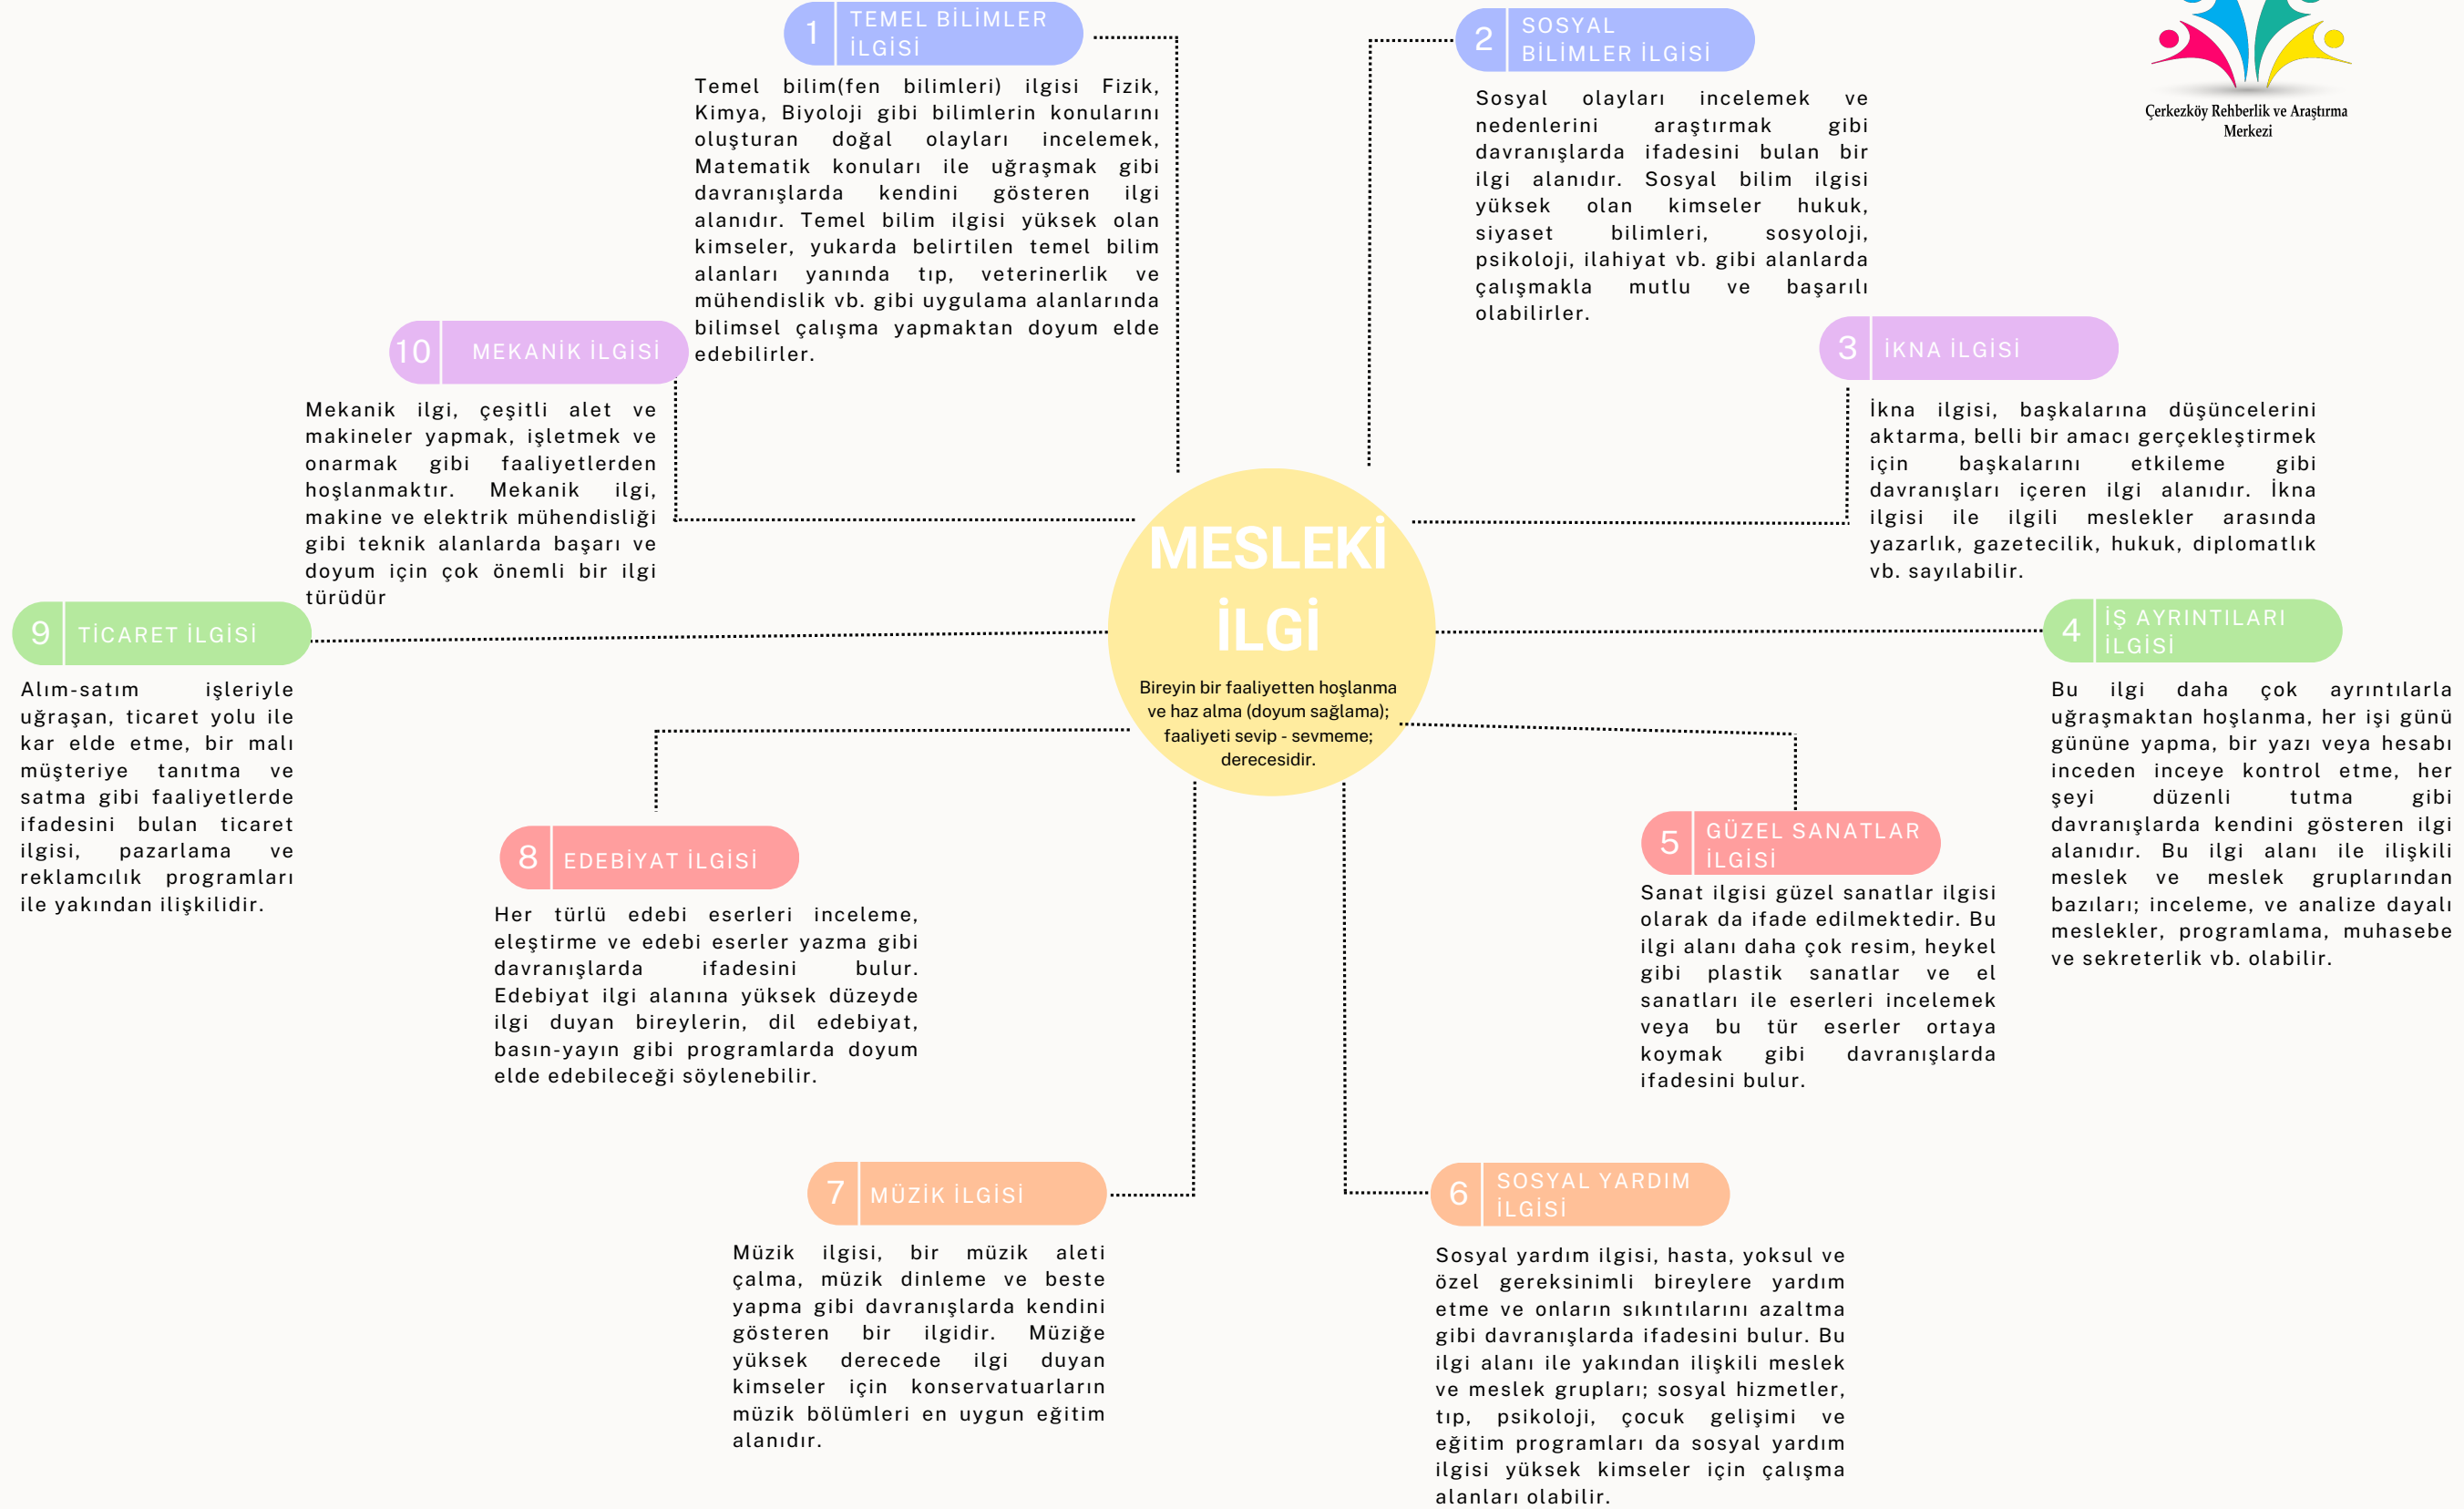 1
TEMEL BİLİMLER
İLGİSİ
Temel bilim(fen bilimleri) ilgisi Fizik,
Kimya, Biyoloji gibi bilimlerin konularını
oluşturan doğal olayları incelemek,
Matematik konuları ile uğraşmak gibi
davranışlarda kendini gösteren ilgi
alanıdır. Temel bilim ilgisi yüksek olan
kimseler, yukarda belirtilen temel bilim
alanları yanında tıp, veterinerlik ve
mühendislik vb. gibi uygulama alanlarında
bilimsel çalışma yapmaktan doyum elde
edebilirler.
2
SOSYAL
BİLİMLER İLGİSİ
Sosyal olayları incelemek ve
nedenlerini araştırmak gibi
davranışlarda ifadesini bulan bir
ilgi alanıdır. Sosyal bilim ilgisi
yüksek olan kimseler hukuk,
siyaset bilimleri, sosyoloji,
psikoloji, ilahiyat vb. gibi alanlarda
çalışmakla mutlu ve başarılı
olabilirler.
Çerkezköy Rehberlik ve Araştırma
Merkezi
3
İKNA İLGİSİ
İkna ilgisi, başkalarına düşüncelerini
aktarma, belli bir amacı gerçekleştirmek
için başkalarını etkileme gibi
davranışları içeren ilgi alanıdır. İkna
ilgisi ile ilgili meslekler arasında
yazarlık, gazetecilik, hukuk, diplomatlık
vb. sayılabilir.
10
MEKANİK İLGİSİ
Mekanik ilgi, çeşitli alet ve
makineler yapmak, işletmek ve
onarmak gibi faaliyetlerden
hoşlanmaktır. Mekanik ilgi,
makine ve elektrik mühendisliği
gibi teknik alanlarda başarı ve
doyum için çok önemli bir ilgi
türüdür
MESLEKİ
İLGİ
Bireyin bir faaliyetten hoşlanma
ve haz alma (doyum sağlama);
faaliyeti sevip - sevmeme;
derecesidir.
9
TİCARET İLGİSİ
Alım-satım işleriyle
uğraşan, ticaret yolu ile
kar elde etme, bir malı
müşteriye tanıtma ve
satma gibi faaliyetlerde
ifadesini bulan ticaret
ilgisi, pazarlama ve
reklamcılık programları
ile yakından ilişkilidir.
4
İŞ AYRINTILARI
İLGİSİ
Bu ilgi daha çok ayrıntılarla
uğraşmaktan hoşlanma, her işi günü
gününe yapma, bir yazı veya hesabı
inceden inceye kontrol etme, her
şeyi düzenli tutma gibi
davranışlarda kendini gösteren ilgi
alanıdır. Bu ilgi alanı ile ilişkili
meslek ve meslek gruplarından
bazıları; inceleme, ve analize dayalı
meslekler, programlama, muhasebe
ve sekreterlik vb. olabilir.
8
EDEBİYAT İLGİSİ
Her türlü edebi eserleri inceleme,
eleştirme ve edebi eserler yazma gibi
davranışlarda ifadesini bulur.
Edebiyat ilgi alanına yüksek düzeyde
ilgi duyan bireylerin, dil edebiyat,
basın-yayın gibi programlarda doyum
elde edebileceği söylenebilir.
5
GÜZEL SANATLAR
İLGİSİ
Sanat ilgisi güzel sanatlar ilgisi
olarak da ifade edilmektedir. Bu
ilgi alanı daha çok resim, heykel
gibi plastik sanatlar ve el
sanatları ile eserleri incelemek
veya bu tür eserler ortaya
koymak gibi davranışlarda
ifadesini bulur.
7
MÜZİK İLGİSİ
Müzik ilgisi, bir müzik aleti
çalma, müzik dinleme ve beste
yapma gibi davranışlarda kendini
gösteren bir ilgidir. Müziğe
yüksek derecede ilgi duyan
kimseler için konservatuarların
müzik bölümleri en uygun eğitim
alanıdır.
6
SOSYAL YARDIM
İLGİSİ
Sosyal yardım ilgisi, hasta, yoksul ve
özel gereksinimli bireylere yardım
etme ve onların sıkıntılarını azaltma
gibi davranışlarda ifadesini bulur. Bu
ilgi alanı ile yakından ilişkili meslek
ve meslek grupları; sosyal hizmetler,
tıp, psikoloji, çocuk gelişimi ve
eğitim programları da sosyal yardım
ilgisi yüksek kimseler için çalışma
alanları olabilir.